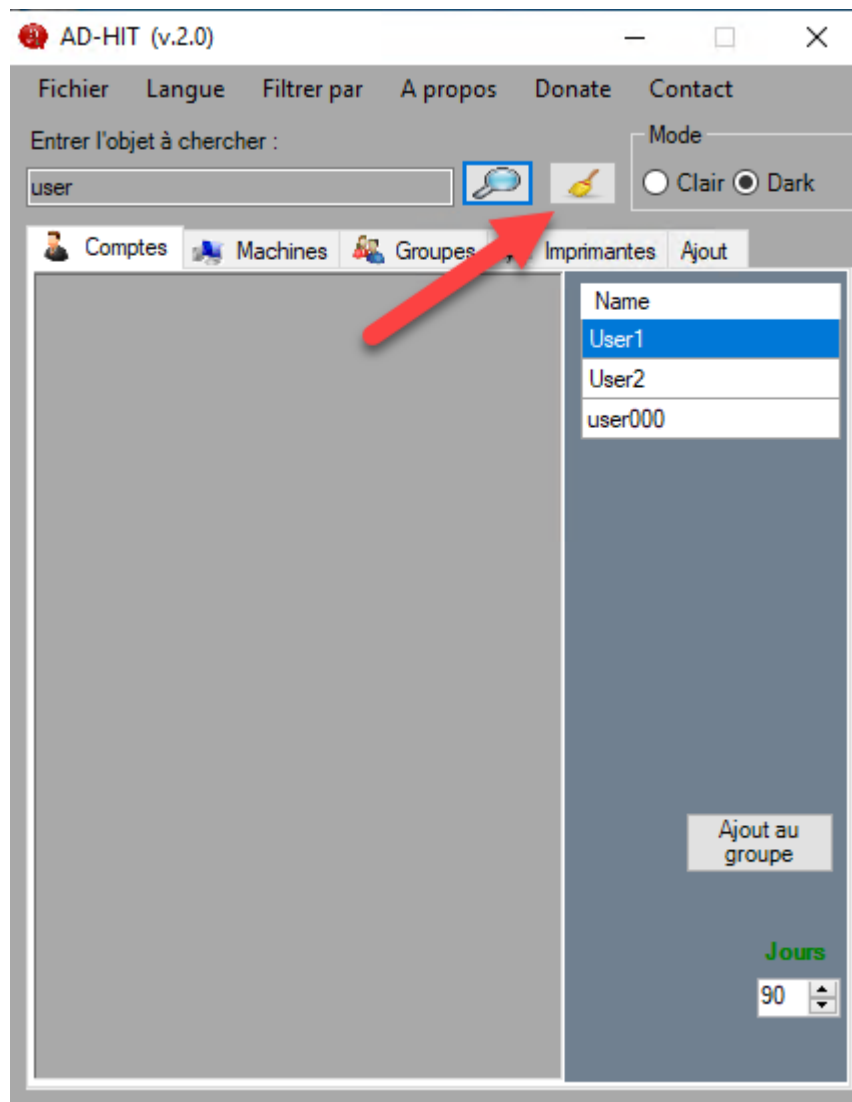 AD-HIT (v.2.0)
Fichier Langue Filtrer par A propos Donate Contact
Entrer l'objet à chercher :
Mode
user
Clair Dark
Comptes Machines Groupes Imprimantes Ajout
Name
User1
User2
user000
Ajout au
groupe
Jours
90